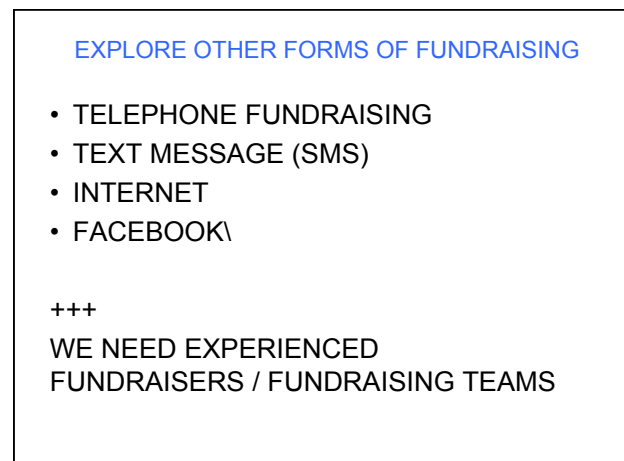 EXPLORE OTHER FORMS OF FUNDRAISING
• TELEPHONE FUNDRAISING
• TEXT MESSAGE (SMS)
• INTERNET
• FACEBOOK\
+++
WE NEED EXPERIENCED
FUNDRAISERS / FUNDRAISING TEAMS